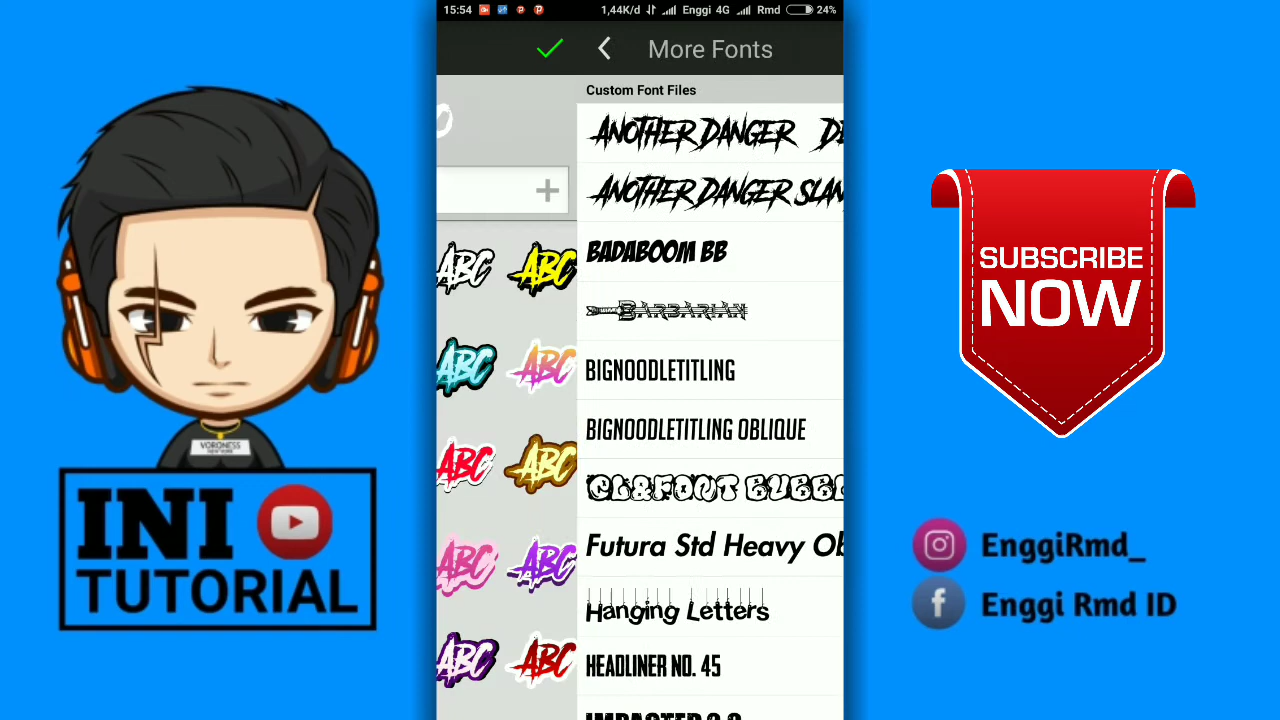 15:54
1,44K/d
Enggi 4G
Rmd
24%
More Fonts
Custom Font Files
ANOTHER DANGER
ANOTHER DANGER
BADABOOM BB
BARBARIAN
BIGNOODLETITLING
BIGNOODLETITLING OBLIQUE
Futura Std Heavy Ob
Hanging Letters
HEADLINER NO. 45
ABC
ABC
ABC
ABC
ABC
ABC
ABC
ABC
ABC
ABC
VORONESS
INI
TUTORIAL
SUBSCRIBE
NOW
EnggiRmd_
Enggi Rmd ID